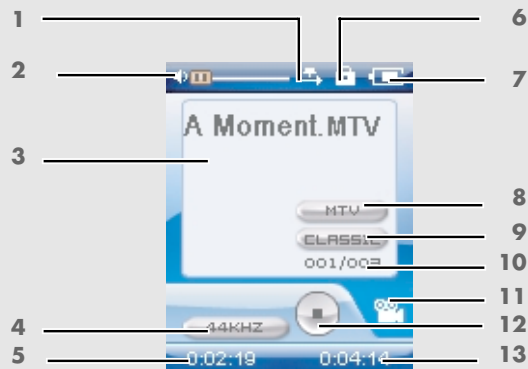 1 6
2 7
3 A Moment.MTV
MTV 8
CLASSIC 9
001/003 10
11
4 44KHZ 12
5 0:02:19 0:04:14 13